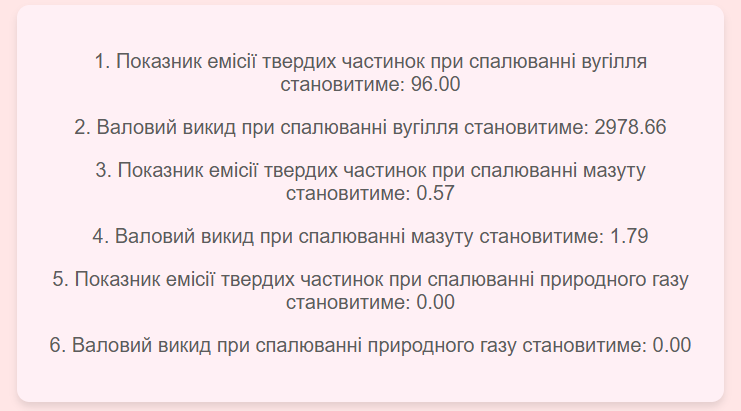 1. Показник емісії твердих частинок при спалюванні вугілля
становитиме: 96.00
2. Валовий викид при спалюванні вугілля становитиме: 2978.66
3. Показник емісії твердих частинок при спалюванні мазуту
становитиме: 0.57
4. Валовий викид при спалюванні мазуту становитиме: 1.79
5. Показник емісії твердих частинок при спалюванні природного газу
становитиме: 0.00
6. Валовий викид при спалюванні природного газу становитиме: 0.00